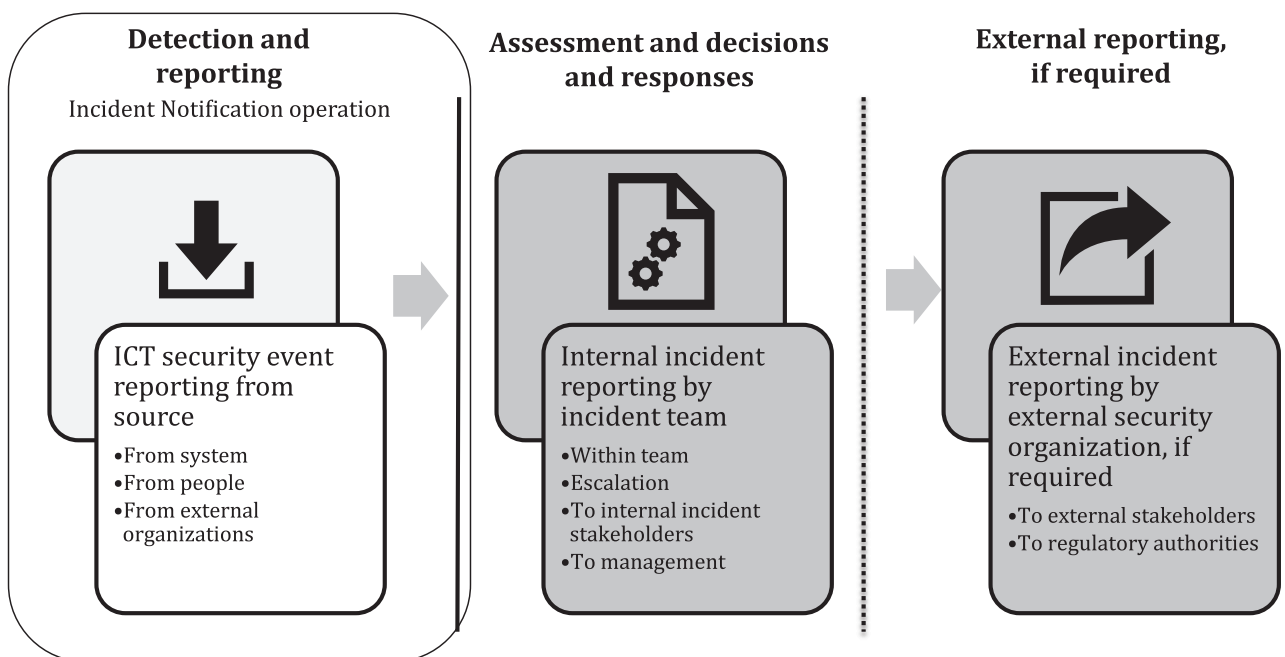 Detection and
reporting
Incident Notification operation
ICT security event
reporting from
source
•From system
•From people
•From external
organizations
Assessment and decisions
and responses
Internal incident
reporting by
incident team
•Within team
•Escalation
•To internal incident
stakeholders
•To management
External reporting,
if required
External incident
reporting by
external security
organization, if
required
•To external stakeholders
•To regulatory authorities